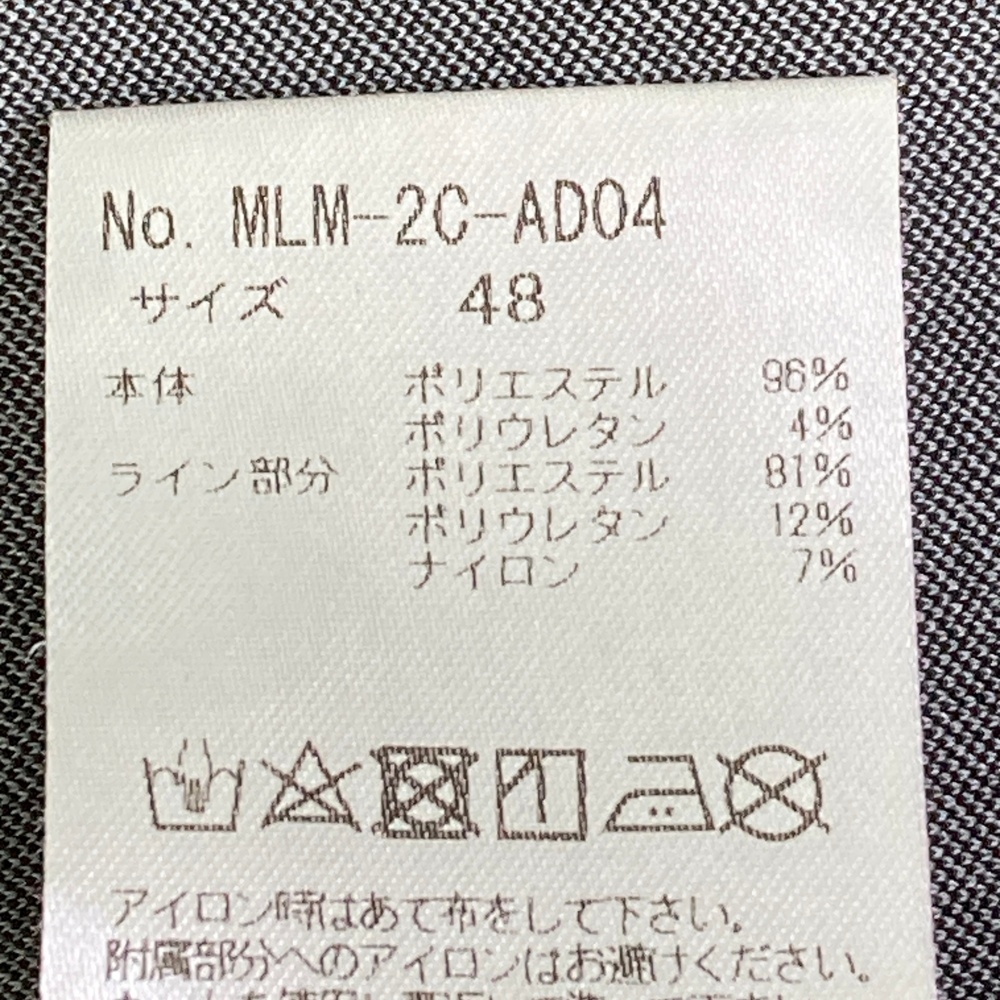 No. MLM-2C-AD04
サイズ 48
本体 ポリエステル 96%
ポリウレタン 4%
ライン部分 ポリエステル 81%
ポリウレタン 12%
ナイロン 7%
アイロン時はあて布をして下さい。
附属部分へのアイロンはお避けください。